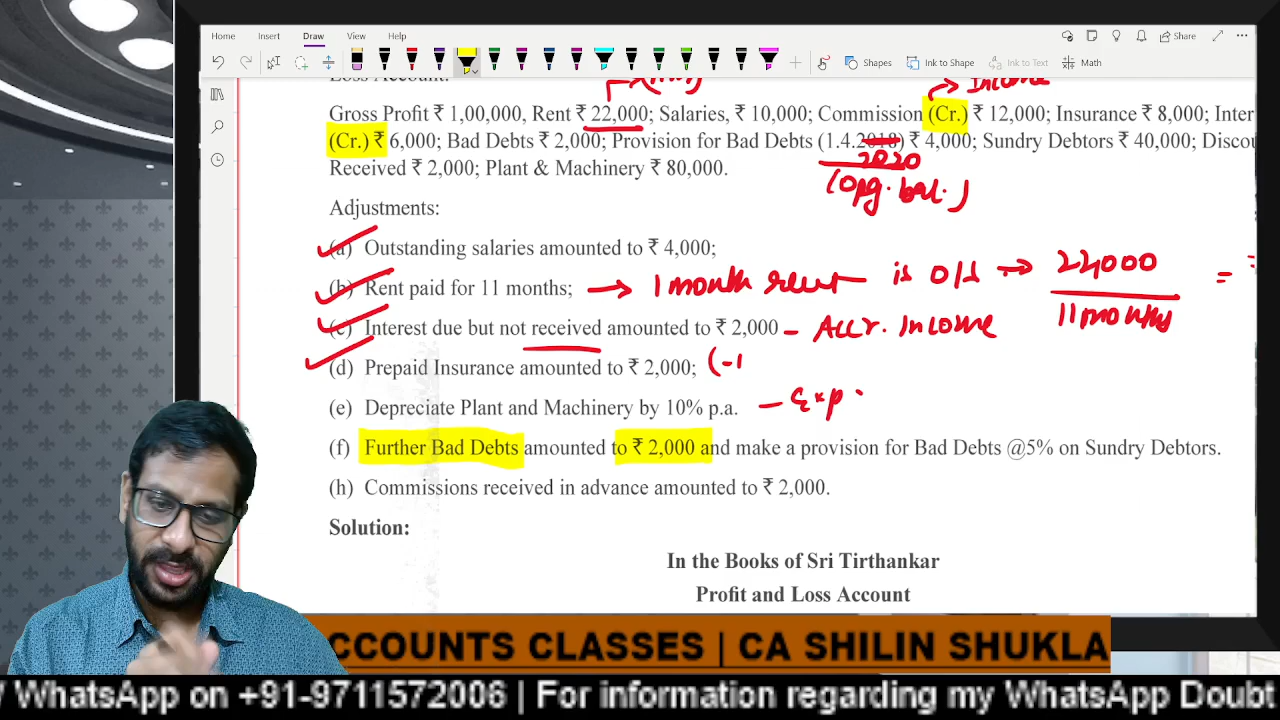 Home Insert Draw View Help Share
Shapes Ink to Shape Ink to Text Math
Loss Account:
Income
Gross Profit ₹ 1,00,000, Rent ₹ 22,000; Salaries, ₹ 10,000; Commission (Cr.) ₹ 12,000; Insurance ₹ 8,000; Inter
(Cr.) ₹ 6,000; Bad Debts ₹ 2,000; Provision for Bad Debts (1.4.2018) ₹ 4,000; Sundry Debtors ₹ 40,000; Discou
2020
Received ₹ 2,000; Plant & Machinery ₹ 80,000.
(Opg. bal.)
Adjustments:
(a) Outstanding salaries amounted to ₹ 4,000;
(b) Rent paid for 11 months; → 1 month rent is O/s → 22,000 =
11 months
(c) Interest due but not received amounted to ₹ 2,000 - Accr. Income
(d) Prepaid Insurance amounted to ₹ 2,000;
(e) Depreciate Plant and Machinery by 10% p.a. - Exp.
(f) Further Bad Debts amounted to ₹ 2,000 and make a provision for Bad Debts @5% on Sundry Debtors.
(h) Commissions received in advance amounted to ₹ 2,000.
Solution:
In the Books of Sri Tirthankar
Profit and Loss Account
CCOUNTS CLASSES | CA SHILIN SHUKLA
WhatsApp on +91-9711572006 | For information regarding my WhatsApp Doubt